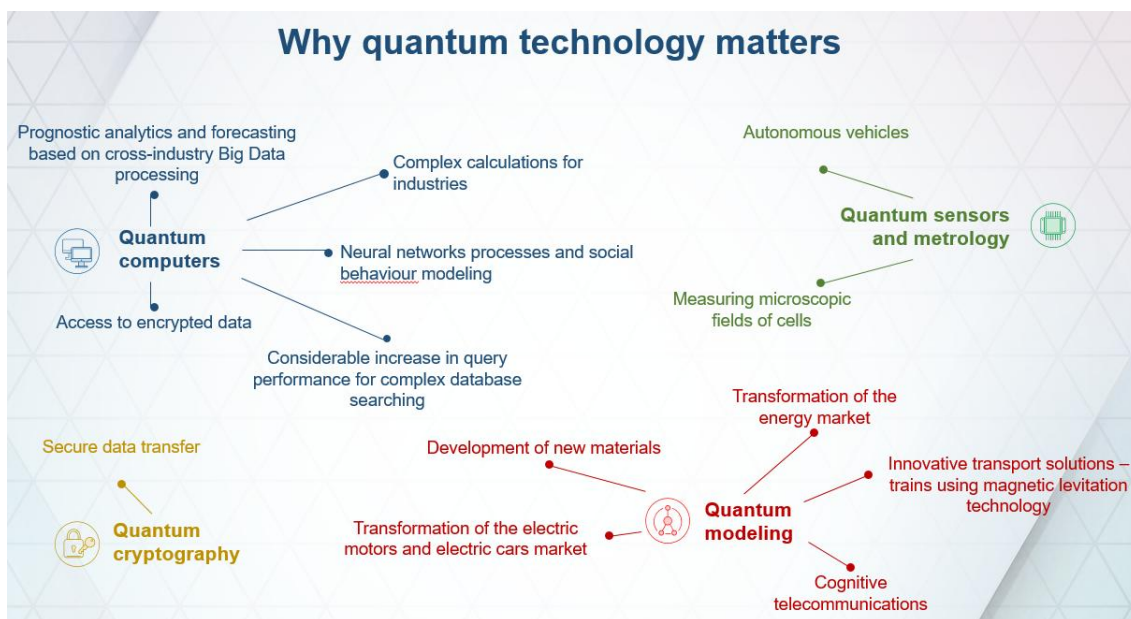 Why quantum technology matters
Prognostic analytics and forecasting
based on cross-industry Big Data
processing
Complex calculations for
industries
Quantum
computers
Neural networks processes and social
behaviour modeling
Access to encrypted data
Considerable increase in query
performance for complex database
searching
Autonomous vehicles
Quantum sensors
and metrology
Measuring microscopic
fields of cells
Secure data transfer
Quantum
cryptography
Development of new materials
Transformation of the
energy market
Innovative transport solutions –
trains using magnetic levitation
technology
Quantum
modeling
Transformation of the electric
motors and electric cars market
Cognitive
telecommunications